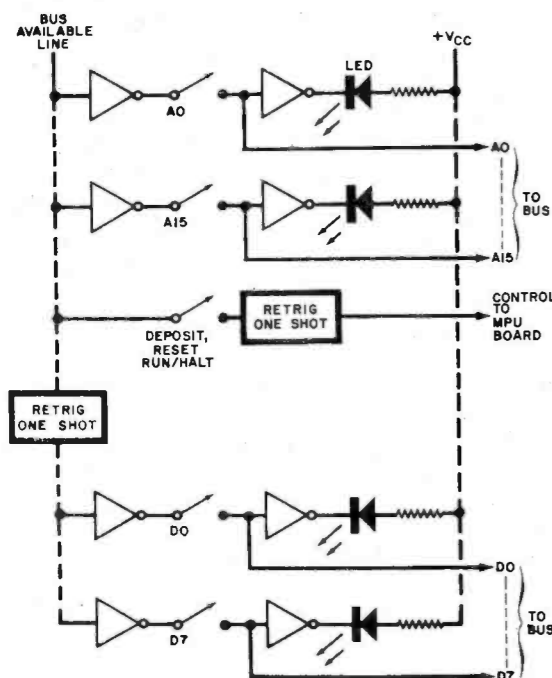 BUS
AVAILABLE
LINE
+VCC
LED
A0
A0
TO
BUS
A15
A15
DEPOSIT,
RESET
RUN/HALT
RETRIG
ONE SHOT
CONTROL
TO
MPU
BOARD
RETRIG
ONE SHOT
D0
D0
TO
BUS
D7
D7